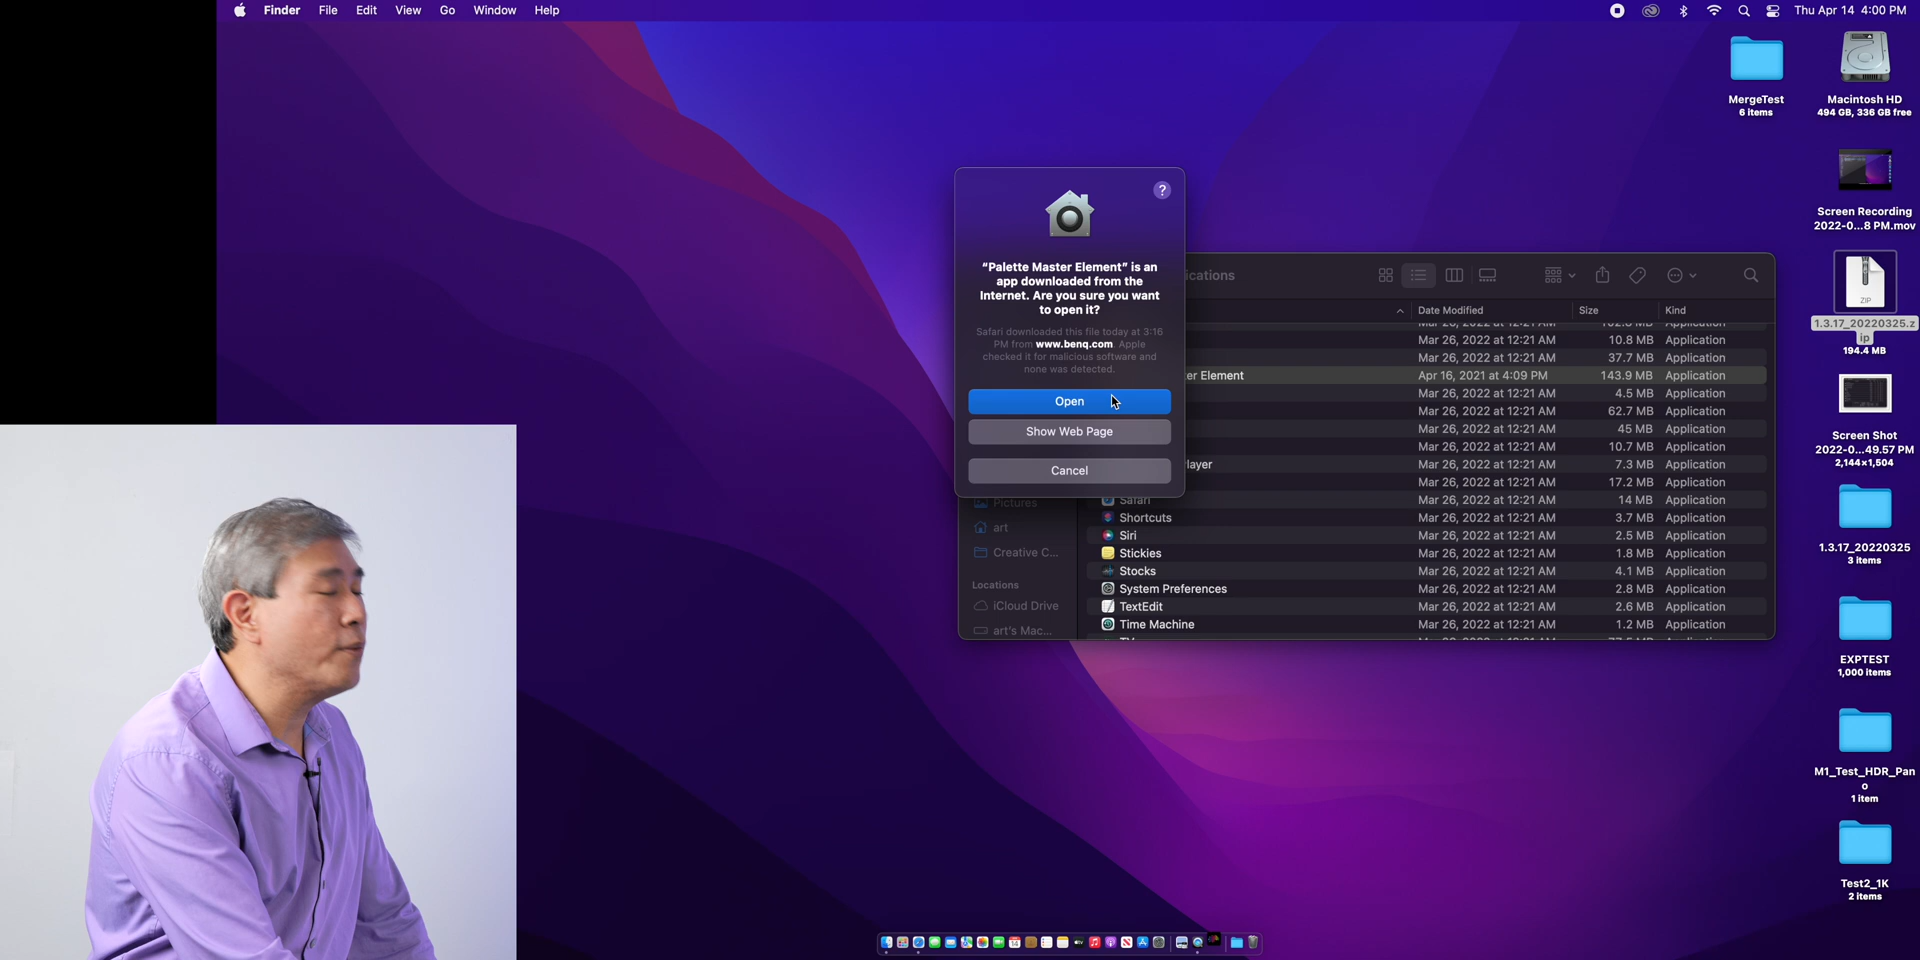 Finder File Edit View Go Window Help
Thu Apr 14 4:00 PM
MergeTest
6 items
Macintosh HD
494 GB, 336 GB free
Screen Recording
2022-0...8 PM.mov
ZIP
1.3.17_20220325.z
ip
194.4 MB
Screen Shot
2022-0...49.57 PM
2,144×1,504
1.3.17_20220325
3 items
EXPTEST
1,000 items
M1_Test_HDR_Pan
o
1 item
Test2_1K
2 items
?
“Palette Master Element” is an
app downloaded from the
Internet. Are you sure you want
to open it?
Safari downloaded this file today at 3:16
PM from www.benq.com. Apple
checked it for malicious software and
none was detected.
Open
Show Web Page
Cancel
ications
Date Modified Size Kind
Mar 26, 2022 at 12:21 AM 10.8 MB Application
Mar 26, 2022 at 12:21 AM 37.7 MB Application
er Element Apr 16, 2021 at 4:09 PM 143.9 MB Application
Mar 26, 2022 at 12:21 AM 4.5 MB Application
Mar 26, 2022 at 12:21 AM 62.7 MB Application
Mar 26, 2022 at 12:21 AM 45 MB Application
Mar 26, 2022 at 12:21 AM 10.7 MB Application
layer Mar 26, 2022 at 12:21 AM 7.3 MB Application
Mar 26, 2022 at 12:21 AM 17.2 MB Application
Safari Mar 26, 2022 at 12:21 AM 14 MB Application
Shortcuts Mar 26, 2022 at 12:21 AM 3.7 MB Application
Siri Mar 26, 2022 at 12:21 AM 2.5 MB Application
Stickies Mar 26, 2022 at 12:21 AM 1.8 MB Application
Stocks Mar 26, 2022 at 12:21 AM 4.1 MB Application
System Preferences Mar 26, 2022 at 12:21 AM 2.8 MB Application
TextEdit Mar 26, 2022 at 12:21 AM 2.6 MB Application
Time Machine Mar 26, 2022 at 12:21 AM 1.2 MB Application
Pictures
art
Creative C...
Locations
iCloud Drive
art's Mac...